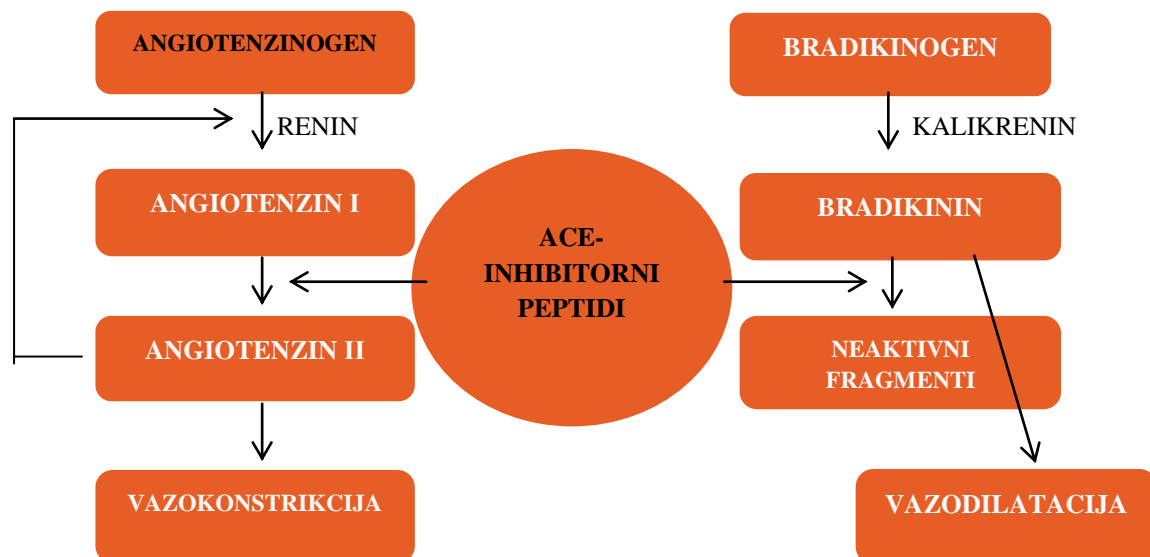 ANGIOTENZINOGEN
RENIN
ANGIOTENZIN I
ANGIOTENZIN II
VAZOKONSTRIKCIJA
ACE-
INHIBITORNI
PEPTIDI
BRADIKINOGEN
KALIKRENIN
BRADIKININ
NEAKTIVNI
FRAGMENTI
VAZODILATACIJA